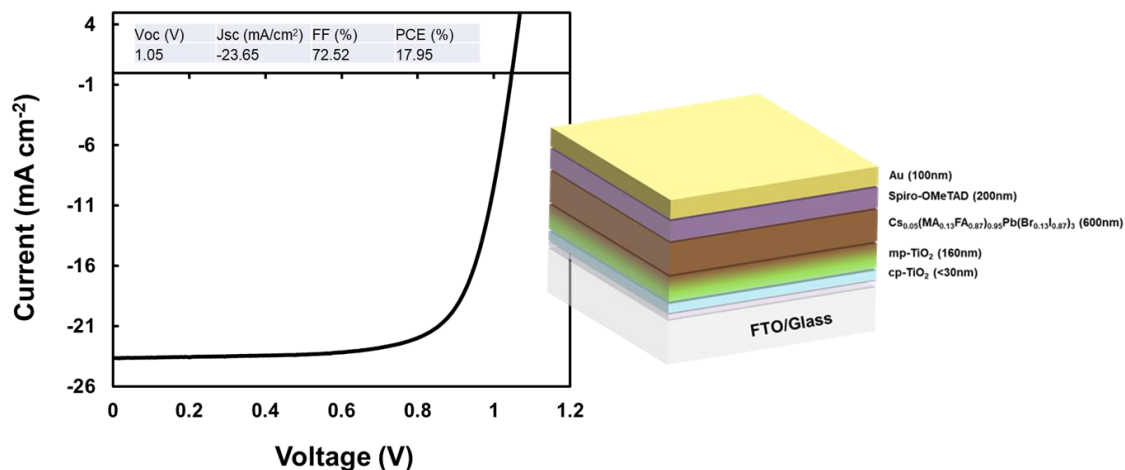 Voc (V) Jsc (mA/cm²) FF (%) PCE (%)
1.05 -23.65 72.52 17.95
4
-1
-6
-11
-16
-21
-26
Current (mA cm⁻²)
0 0.2 0.4 0.6 0.8 1 1.2
Voltage (V)
Au (100nm)
Spiro-OMeTAD (200nm)
Cs₀.₀₅(MA₀.₁₃FA₀.₈₇)₀.₉₅Pb(Br₀.₁₃I₀.₈₇)₃ (600nm)
mp-TiO₂ (160nm)
cp-TiO₂ (<30nm)
FTO/Glass